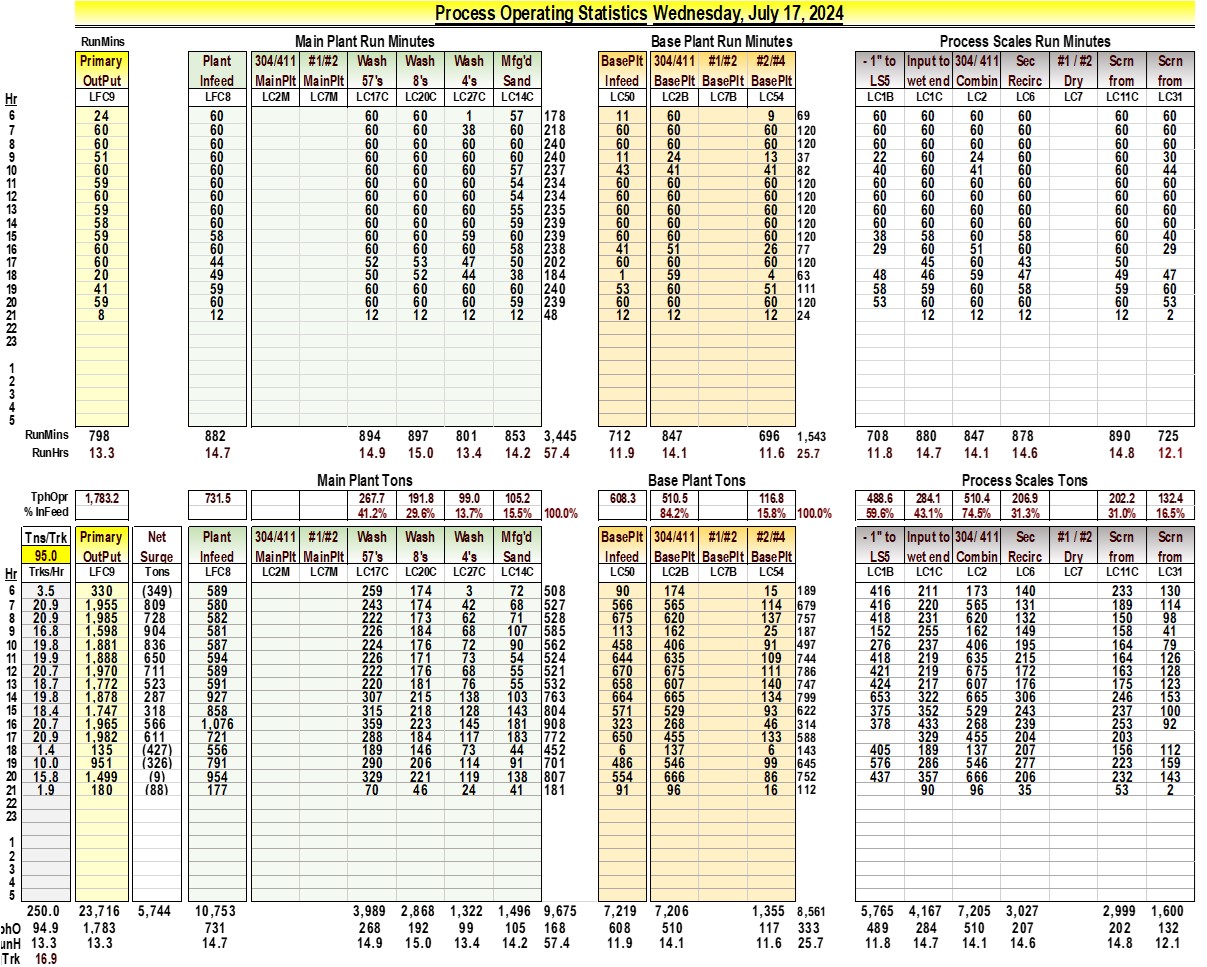 Process Operating Statistics Wednesday, July 17, 2024
RunMins Main Plant Run Minutes Base Plant Run Minutes Process Scales Run Minutes
Primary Plant 304/411 #1/#2 Wash Wash Wash Mfg'd BasePlt 304/411 #1/#2 #2/#4 - 1" to Input to 304/ 411 Sec #1 / #2 Scrn Scrn
OutPut Infeed MainPlt MainPlt 57's 8's 4's Sand Infeed BasePlt BasePlt BasePlt LS5 wet end Combin Recirc Dry from from
Hr LFC9 LFC8 LC2M LC7M LC17C LC20C LC27C LC14C LC50 LC2B LC7B LC54 LC1B LC1C LC2 LC6 LC7 LC11C LC31
6 24 60 60 60 1 57 178 11 60 9 69 60 60 60 60 60 60
7 60 60 60 60 38 60 218 60 60 60 120 60 60 60 60 60 60
8 60 60 60 60 60 60 240 60 60 60 120 60 60 60 60 60 60
9 51 60 60 60 60 60 240 11 24 13 37 22 60 24 60 60 30
10 60 60 60 60 60 57 237 43 41 41 82 40 60 41 60 60 44
11 59 60 60 60 60 54 234 60 60 60 120 60 60 60 60 60 60
12 60 60 60 60 60 54 234 60 60 60 120 60 60 60 60 60 60
13 59 60 60 60 60 55 235 60 60 60 120 60 60 60 60 60 60
14 58 60 60 60 60 59 239 60 60 60 120 60 60 60 60 60 60
15 59 58 60 60 59 60 239 60 60 60 120 38 58 60 58 60 40
16 60 60 60 60 60 58 238 41 51 26 77 29 60 51 60 60 29
17 60 44 52 53 47 50 202 60 60 60 120 45 60 43 50
18 20 49 50 52 44 38 184 1 59 4 63 48 46 59 47 49 47
19 41 59 60 60 60 60 240 53 60 51 111 58 59 60 58 59 60
20 59 60 60 60 60 59 239 60 60 60 120 53 60 60 60 60 53
21 8 12 12 12 12 12 48 12 12 12 24 12 12 12 12 2
22
23
1
2
3
4
5
RunMins 798 882 894 897 801 853 3,445 712 847 696 1,543 708 880 847 878 890 725
RunHrs 13.3 14.7 14.9 15.0 13.4 14.2 57.4 11.9 14.1 11.6 25.7 11.8 14.7 14.1 14.6 14.8 12.1
Main Plant Tons Base Plant Tons Process Scales Tons
TphOpr 1,783.2 731.5 267.7 191.8 99.0 105.2 608.3 510.5 116.8 488.6 284.1 510.4 206.9 202.2 132.4
% InFeed 41.2% 29.6% 13.7% 15.5% 100.0% 84.2% 15.8% 100.0% 59.6% 43.1% 74.5% 31.3% 31.0% 16.5%
Tns/Trk Primary Net Plant 304/411 #1/#2 Wash Wash Wash Mfg'd BasePlt 304/411 #1/#2 #2/#4 - 1" to Input to 304/ 411 Sec #1 / #2 Scrn Scrn
95.0 OutPut Surge Infeed MainPlt MainPlt 57's 8's 4's Sand Infeed BasePlt BasePlt BasePlt LS5 wet end Combin Recirc Dry from from
Hr Trks/Hr LFC9 Tons LFC8 LC2M LC7M LC17C LC20C LC27C LC14C LC50 LC2B LC7B LC54 LC1B LC1C LC2 LC6 LC7 LC11C LC31
6 3.5 330 (349) 589 259 174 3 72 508 90 174 15 189 416 211 173 140 233 130
7 20.9 1,955 809 580 243 174 42 68 527 566 565 114 679 416 220 565 131 189 114
8 20.9 1,985 728 582 222 173 62 71 528 675 620 137 757 418 231 620 132 150 98
9 16.8 1,598 904 581 226 184 68 107 585 113 162 25 187 152 255 162 149 158 41
10 19.8 1,881 836 587 224 176 72 90 562 458 406 91 497 276 237 406 195 164 79
11 19.9 1,888 650 594 226 171 73 54 524 644 635 109 744 418 219 635 215 164 126
12 20.7 1,970 711 589 222 176 68 55 521 670 675 111 786 421 219 675 172 163 128
13 18.7 1,772 523 591 220 181 76 55 532 658 607 140 747 424 217 607 176 175 123
14 19.8 1,878 287 927 307 215 138 103 763 664 665 134 799 653 322 665 306 246 153
15 18.4 1,747 318 858 315 218 128 143 804 571 529 93 622 375 352 529 243 237 100
16 20.7 1,965 566 1,076 359 223 145 181 908 323 268 46 314 378 433 268 239 253 92
17 20.9 1,982 611 721 288 184 117 183 772 650 455 133 588 329 455 204 203
18 1.4 135 (427) 556 189 146 73 44 452 6 137 6 143 405 189 137 207 156 112
19 10.0 951 (326) 791 290 206 114 91 701 486 546 99 645 576 286 546 277 223 159
20 15.8 1,499 (9) 954 329 221 119 138 807 554 666 86 752 437 357 666 206 232 143
21 1.9 180 (88) 177 70 46 24 41 181 91 96 16 112 90 96 35 53 2
22
23
1
2
3
4
5
250.0 23,716 5,744 10,753 3,989 2,868 1,322 1,496 9,675 7,219 7,206 1,355 8,561 5,765 4,167 7,205 3,027 2,999 1,600
phO 94.9 1,783 731 268 192 99 105 168 608 510 117 333 489 284 510 207 202 132
unH 13.3 13.3 14.7 14.9 15.0 13.4 14.2 57.4 11.9 14.1 11.6 25.7 11.8 14.7 14.1 14.6 14.8 12.1
Trk 16.9